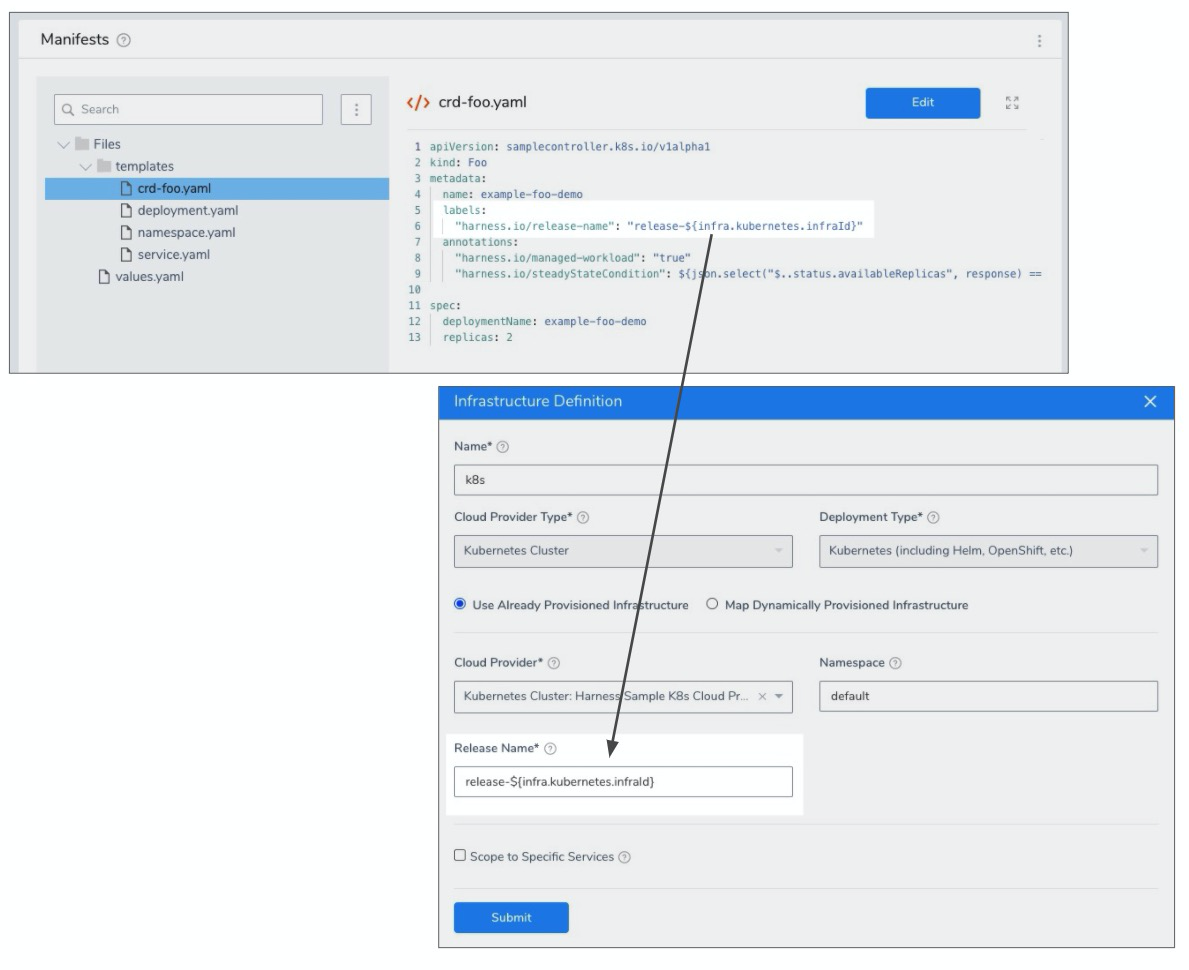 Manifests
Search
Files
templates
crd-foo.yaml
deployment.yaml
namespace.yaml
service.yaml
values.yaml
</> crd-foo.yaml
Edit
1 apiVersion: samplecontroller.k8s.io/v1alpha1
2 kind: Foo
3 metadata:
4 name: example-foo-demo
5 labels:
6 "harness.io/release-name": "release-${infra.kubernetes.infraId}"
7 annotations:
8 "harness.io/managed-workload": "true"
9 "harness.io/steadyStateCondition": ${json.select("$..status.availableReplicas", response) ==
10
11 spec:
12 deploymentName: example-foo-demo
13 replicas: 2
Infrastructure Definition
Name*
k8s
Cloud Provider Type* Deployment Type*
Kubernetes Cluster Kubernetes (including Helm, OpenShift, etc.)
Use Already Provisioned Infrastructure Map Dynamically Provisioned Infrastructure
Cloud Provider* Namespace
Kubernetes Cluster: Harness Sample K8s Cloud Pr... default
Release Name*
release-${infra.kubernetes.infraId}
Scope to Specific Services
Submit